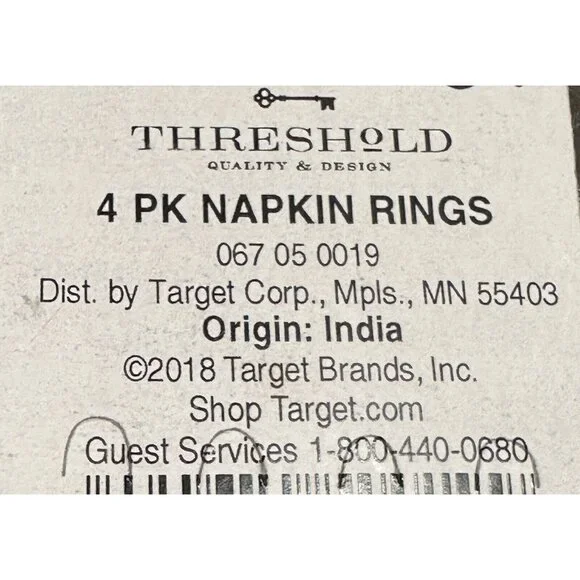 THRESHOLD
QUALITY & DESIGN
4 PK NAPKIN RINGS
067 05 0019
Dist. by Target Corp., Mpls., MN 55403
Origin: India
©2018 Target Brands, Inc.
Shop Target.com
Guest Services 1-800-440-0680